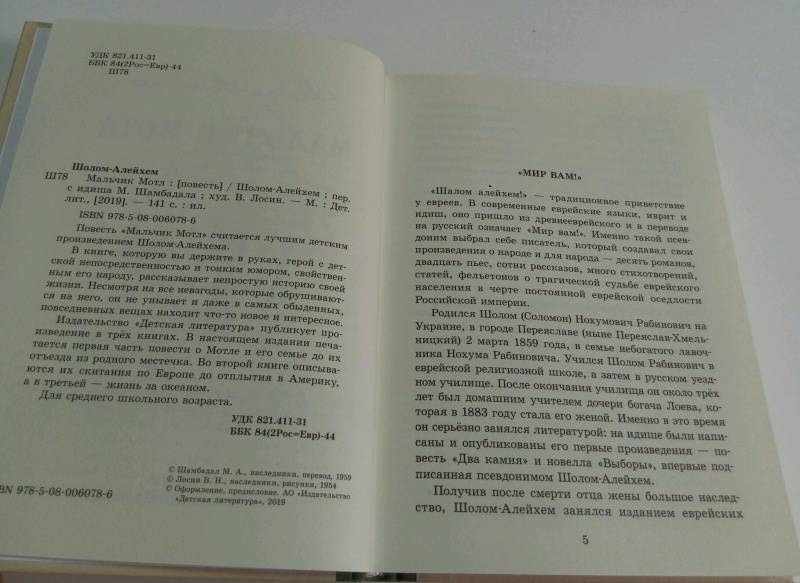 УДК 821.411-31
ББК 84(2Рос=Евр)-44
Ш78
Шолом-Алейхем
Ш78 Мальчик Мотл : [повесть] / Шолом-Алейхем ; пер.
с идиша М. Шамбадала ; худ. В. Лосин. — М. : Дет.
лит., [2019]. — 141 с. : ил.
ISBN 978-5-08-006078-6
Повесть «Мальчик Мотл» считается лучшим детским
произведением Шолом-Алейхема.
В книге, которую вы держите в руках, герой с дет-
ской непосредственностью и тонким юмором, свойствен-
ным его народу, рассказывает непростую историю своей
жизни. Несмотря на все невзгоды, которые обрушивают-
ся на него, он не унывает и даже в самых обыденных,
повседневных вещах находит что-то новое и интересное.
Издательство «Детская литература» публикует про-
изведение в трёх книгах. В настоящем издании печа-
тается первая часть повести о Мотле и его семье до их
отъезда из родного местечка. Во второй книге описыва-
ются их скитания по Европе до отплытия в Америку,
а в третьей — жизнь за океаном.
Для среднего школьного возраста.
УДК 821.411-31
ББК 84(2Рос=Евр)-44
© Шамбадал М. А., наследники, перевод, 1959
© Лосин В. Н., наследники, рисунки, 1954
© Оформление, предисловие. АО «Издательство
«Детская литература», 2019
BN 978-5-08-006078-6
«МИР ВАМ!»
«Шалом алейхем!» — традиционное приветствие
у евреев. В современные еврейские языки, иврит и
идиш, оно пришло из древнееврейского и в переводе
на русский означает «Мир вам!». Именно такой псев-
доним выбрал себе писатель, который создавал свои
произведения о народе и для народа — десять романов,
двадцать пьес, сотни рассказов, много стихотворений,
статей, фельетонов о трагической судьбе еврейского
населения в черте постоянной еврейской оседлости
Российской империи.
Родился Шолом (Соломон) Нохумович Рабинович на
Украине, в городе Переяславе (ныне Переяслав-Хмель-
ницкий) 2 марта 1859 года, в семье небогатого лавоч-
ника Нохума Рабиновича. Учился Шолом Рабинович в
еврейской религиозной школе, а затем в русском уезд-
ном училище. После окончания училища он около трёх
лет был домашним учителем дочери богача Лоева, ко-
торая в 1883 году стала его женой. Именно в это время
он серьёзно занялся литературой: на идише были напи-
саны и опубликованы его первые произведения — по-
весть «Два камня» и новелла «Выборы», впервые под-
писанная псевдонимом Шолом-Алейхем.
Получив после смерти отца жены большое наслед-
ство, Шолом-Алейхем занялся изданием еврейских
5